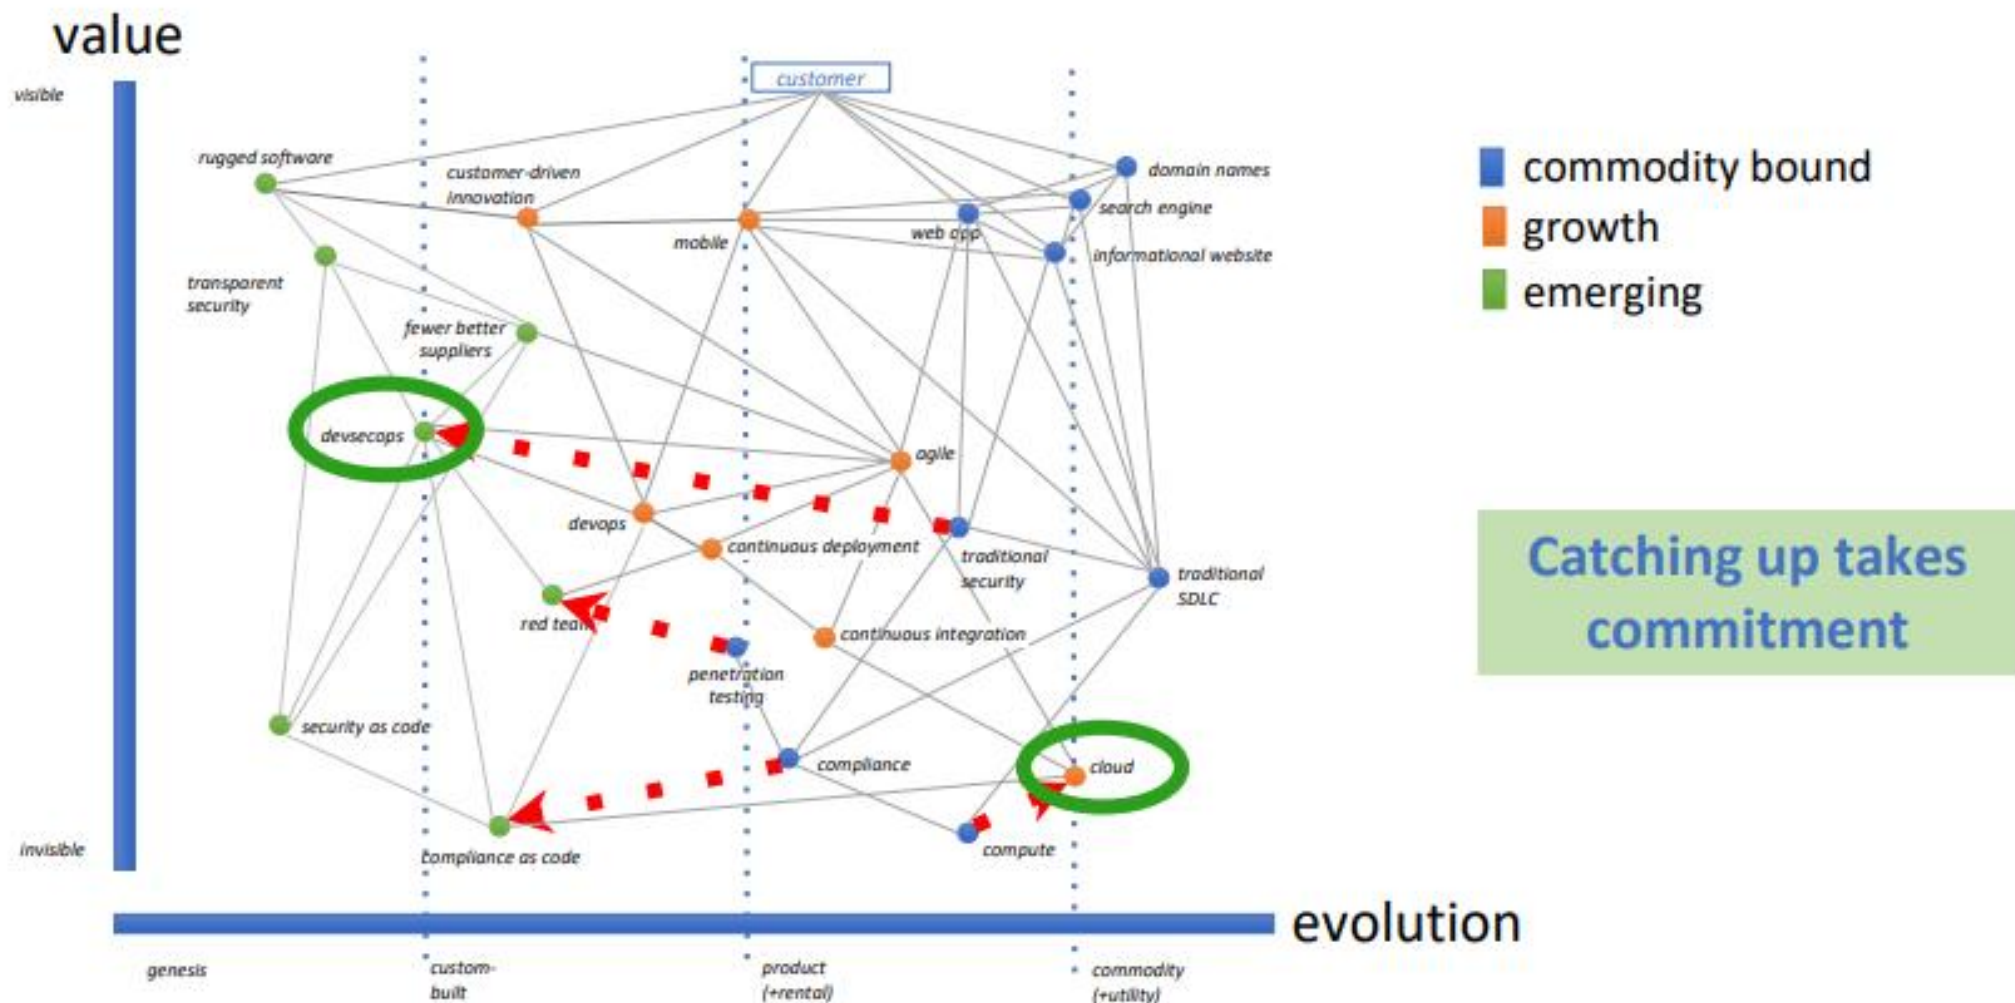 value
visible
customer
rugged software
customer-driven
innovation
domain names
search engine
web app
mobile
informational website
transparent
security
fewer better
suppliers
devsecops
agile
devops
continuous deployment
traditional
security
traditional
SDLC
red team
continuous integration
penetration
testing
security as code
compliance
cloud
invisible
compliance as code
compute
evolution
genesis
custom-
built
product
(+rental)
commodity
(+utility)
commodity bound
growth
emerging
Catching up takes
commitment